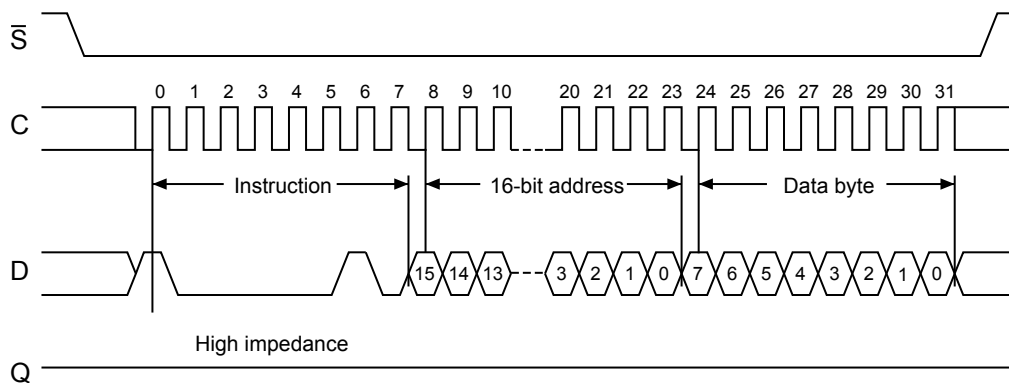 S̅
0 1 2 3 4 5 6 7 8 9 10 20 21 22 23 24 25 26 27 28 29 30 31
C
Instruction 16-bit address Data byte
D
15 14 13 3 2 1 0 7 6 5 4 3 2 1 0
High impedance
Q